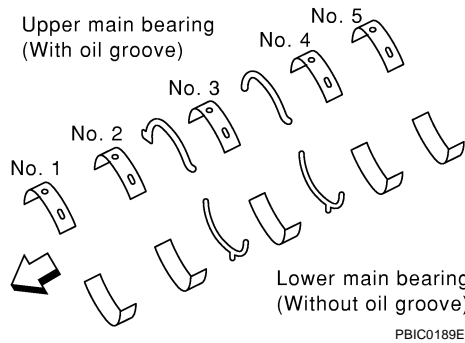 Upper main bearing
(With oil groove)
No. 5
No. 4
No. 3
No. 2
No. 1
Lower main bearing
(Without oil groove)
PBIC0189E